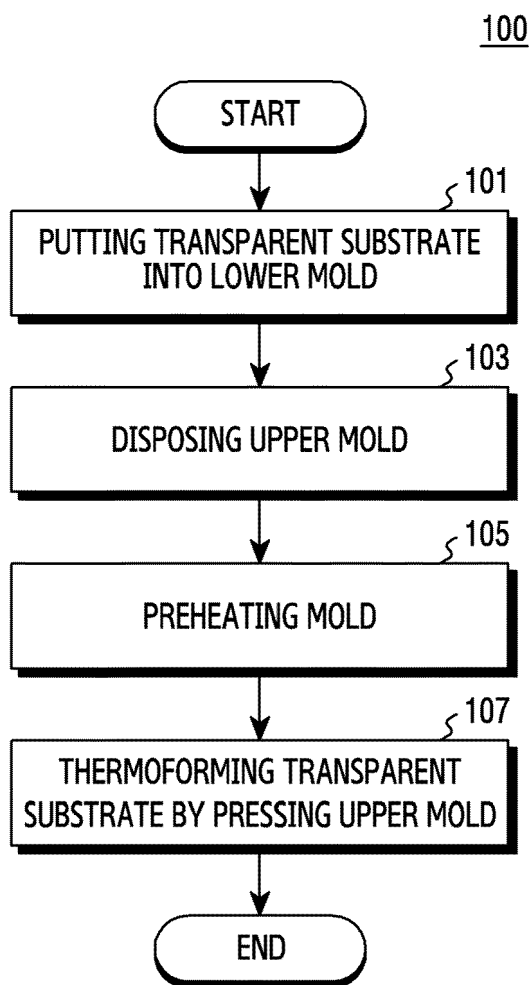 100
START
101
PUTTING TRANSPARENT SUBSTRATE
INTO LOWER MOLD
103
DISPOSING UPPER MOLD
105
PREHEATING MOLD
107
THERMOFORMING TRANSPARENT
SUBSTRATE BY PRESSING UPPER MOLD
END